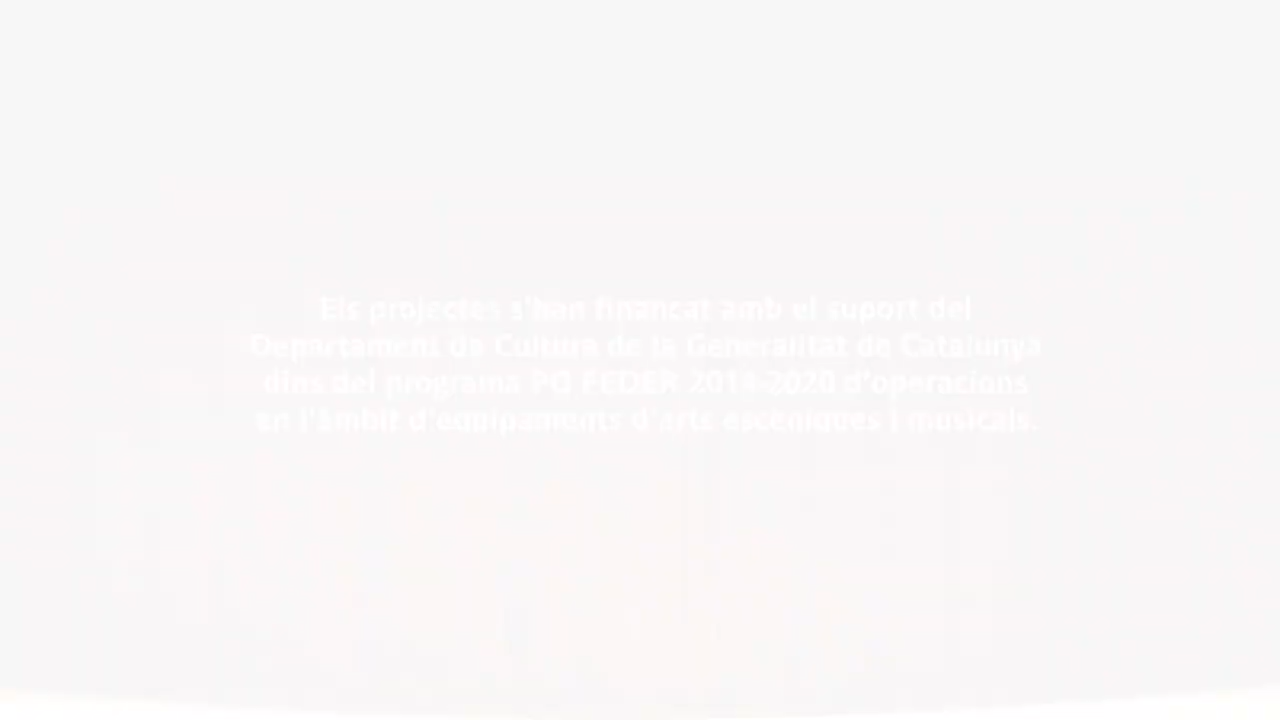 Els projectes s'han finançat amb el suport del
Departament de Cultura de la Generalitat de Catalunya
dins del programa PO FEDER 2014-2020 d'operacions
en l'àmbit d'equipaments d'arts escèniques i musicals.